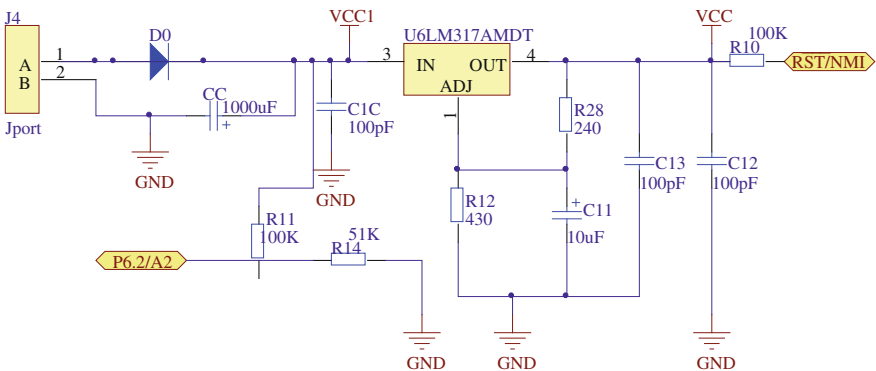 J4
A
B
Jport
1
2
D0
CC
1000uF
GND
VCC1
C1C
100pF
GND
U6LM317AMDT
3
IN
OUT
4
ADJ
1
R28
240
R12
430
C11
10uF
GND
C13
100pF
VCC
C12
100pF
GND
R10
100K
RST/NMI
R11
100K
P6.2/A2
51K
R14
GND